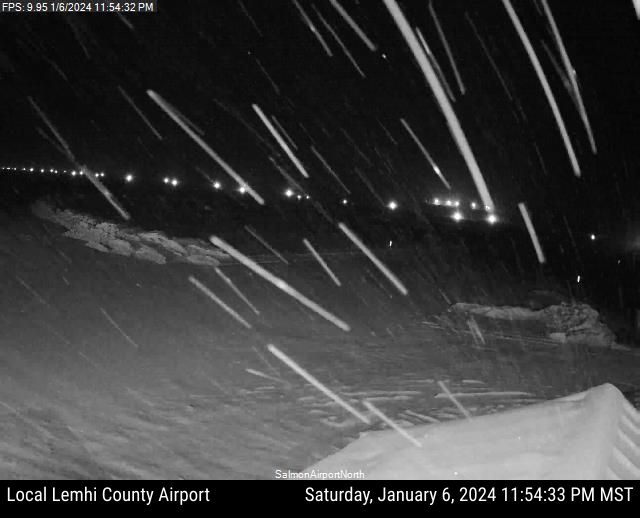 FPS: 9.95 1/6/2024 11:54:32 PM
SalmonAirportNorth
Local Lemhi County Airport Saturday, January 6, 2024 11:54:33 PM MST